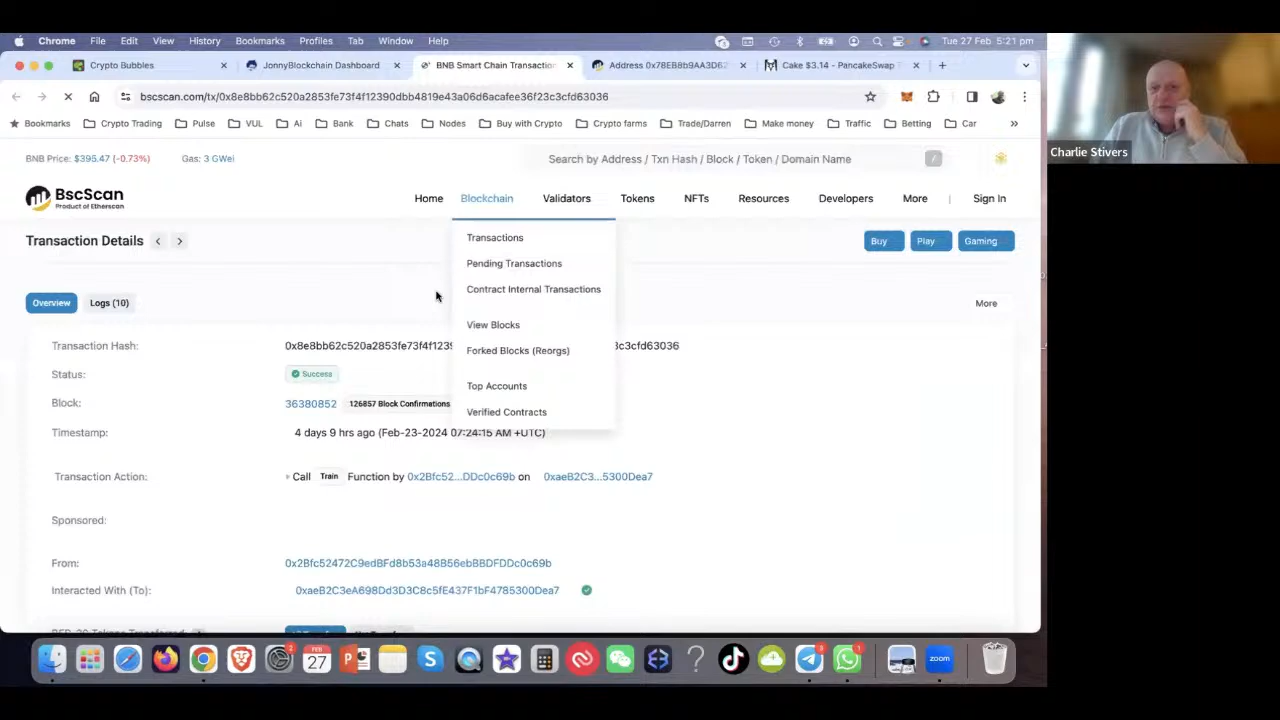 Chrome File Edit View History Bookmarks Profiles Tab Window Help Tue 27 Feb 5:21 pm
Crypto Bubbles JonnyBlockchain Dashboard BNB Smart Chain Transaction Address 0x78EB8b9AA3D62 Cake $3.14 - PancakeSwap
bscscan.com/tx/0x8e8bb62c520a2853fe73f4f12390dbb4819e43a06d6acafee36f23c3cfd63036
Bookmarks Crypto Trading Pulse VUL Ai Bank Chats Nodes Buy with Crypto Crypto farms Trade/Darren Make money Traffic Betting Car »
Charlie Stivers
BNB Price: $395.47 (-0.73%) Gas: 3 GWei
Search by Address / Txn Hash / Block / Token / Domain Name /
BscScan
Product of Etherscan
Home Blockchain Validators Tokens NFTs Resources Developers More | Sign In
Transaction Details
Buy Play Gaming
Transactions
Pending Transactions
Contract Internal Transactions
View Blocks
Forked Blocks (Reorgs)
Top Accounts
Verified Contracts
Overview Logs (10) More
Transaction Hash: 0x8e8bb62c520a2853fe73f4f1239 3c3cfd63036
Status: Success
Block: 36380852 126857 Block Confirmations
Timestamp: 4 days 9 hrs ago (Feb-23-2024 07:24:15 AM +UTC)
Transaction Action: Call Train Function by 0x2Bfc52...DDc0c69b on 0xaeB2C3...5300Dea7
Sponsored:
From: 0x2Bfc52472C9edBFd8b53a48B56ebBBDFDDc0c69b
Interacted With (To): 0xaeB2C3eA698Dd3D3C8c5fE437F1bF4785300Dea7
FEB
27
zoom